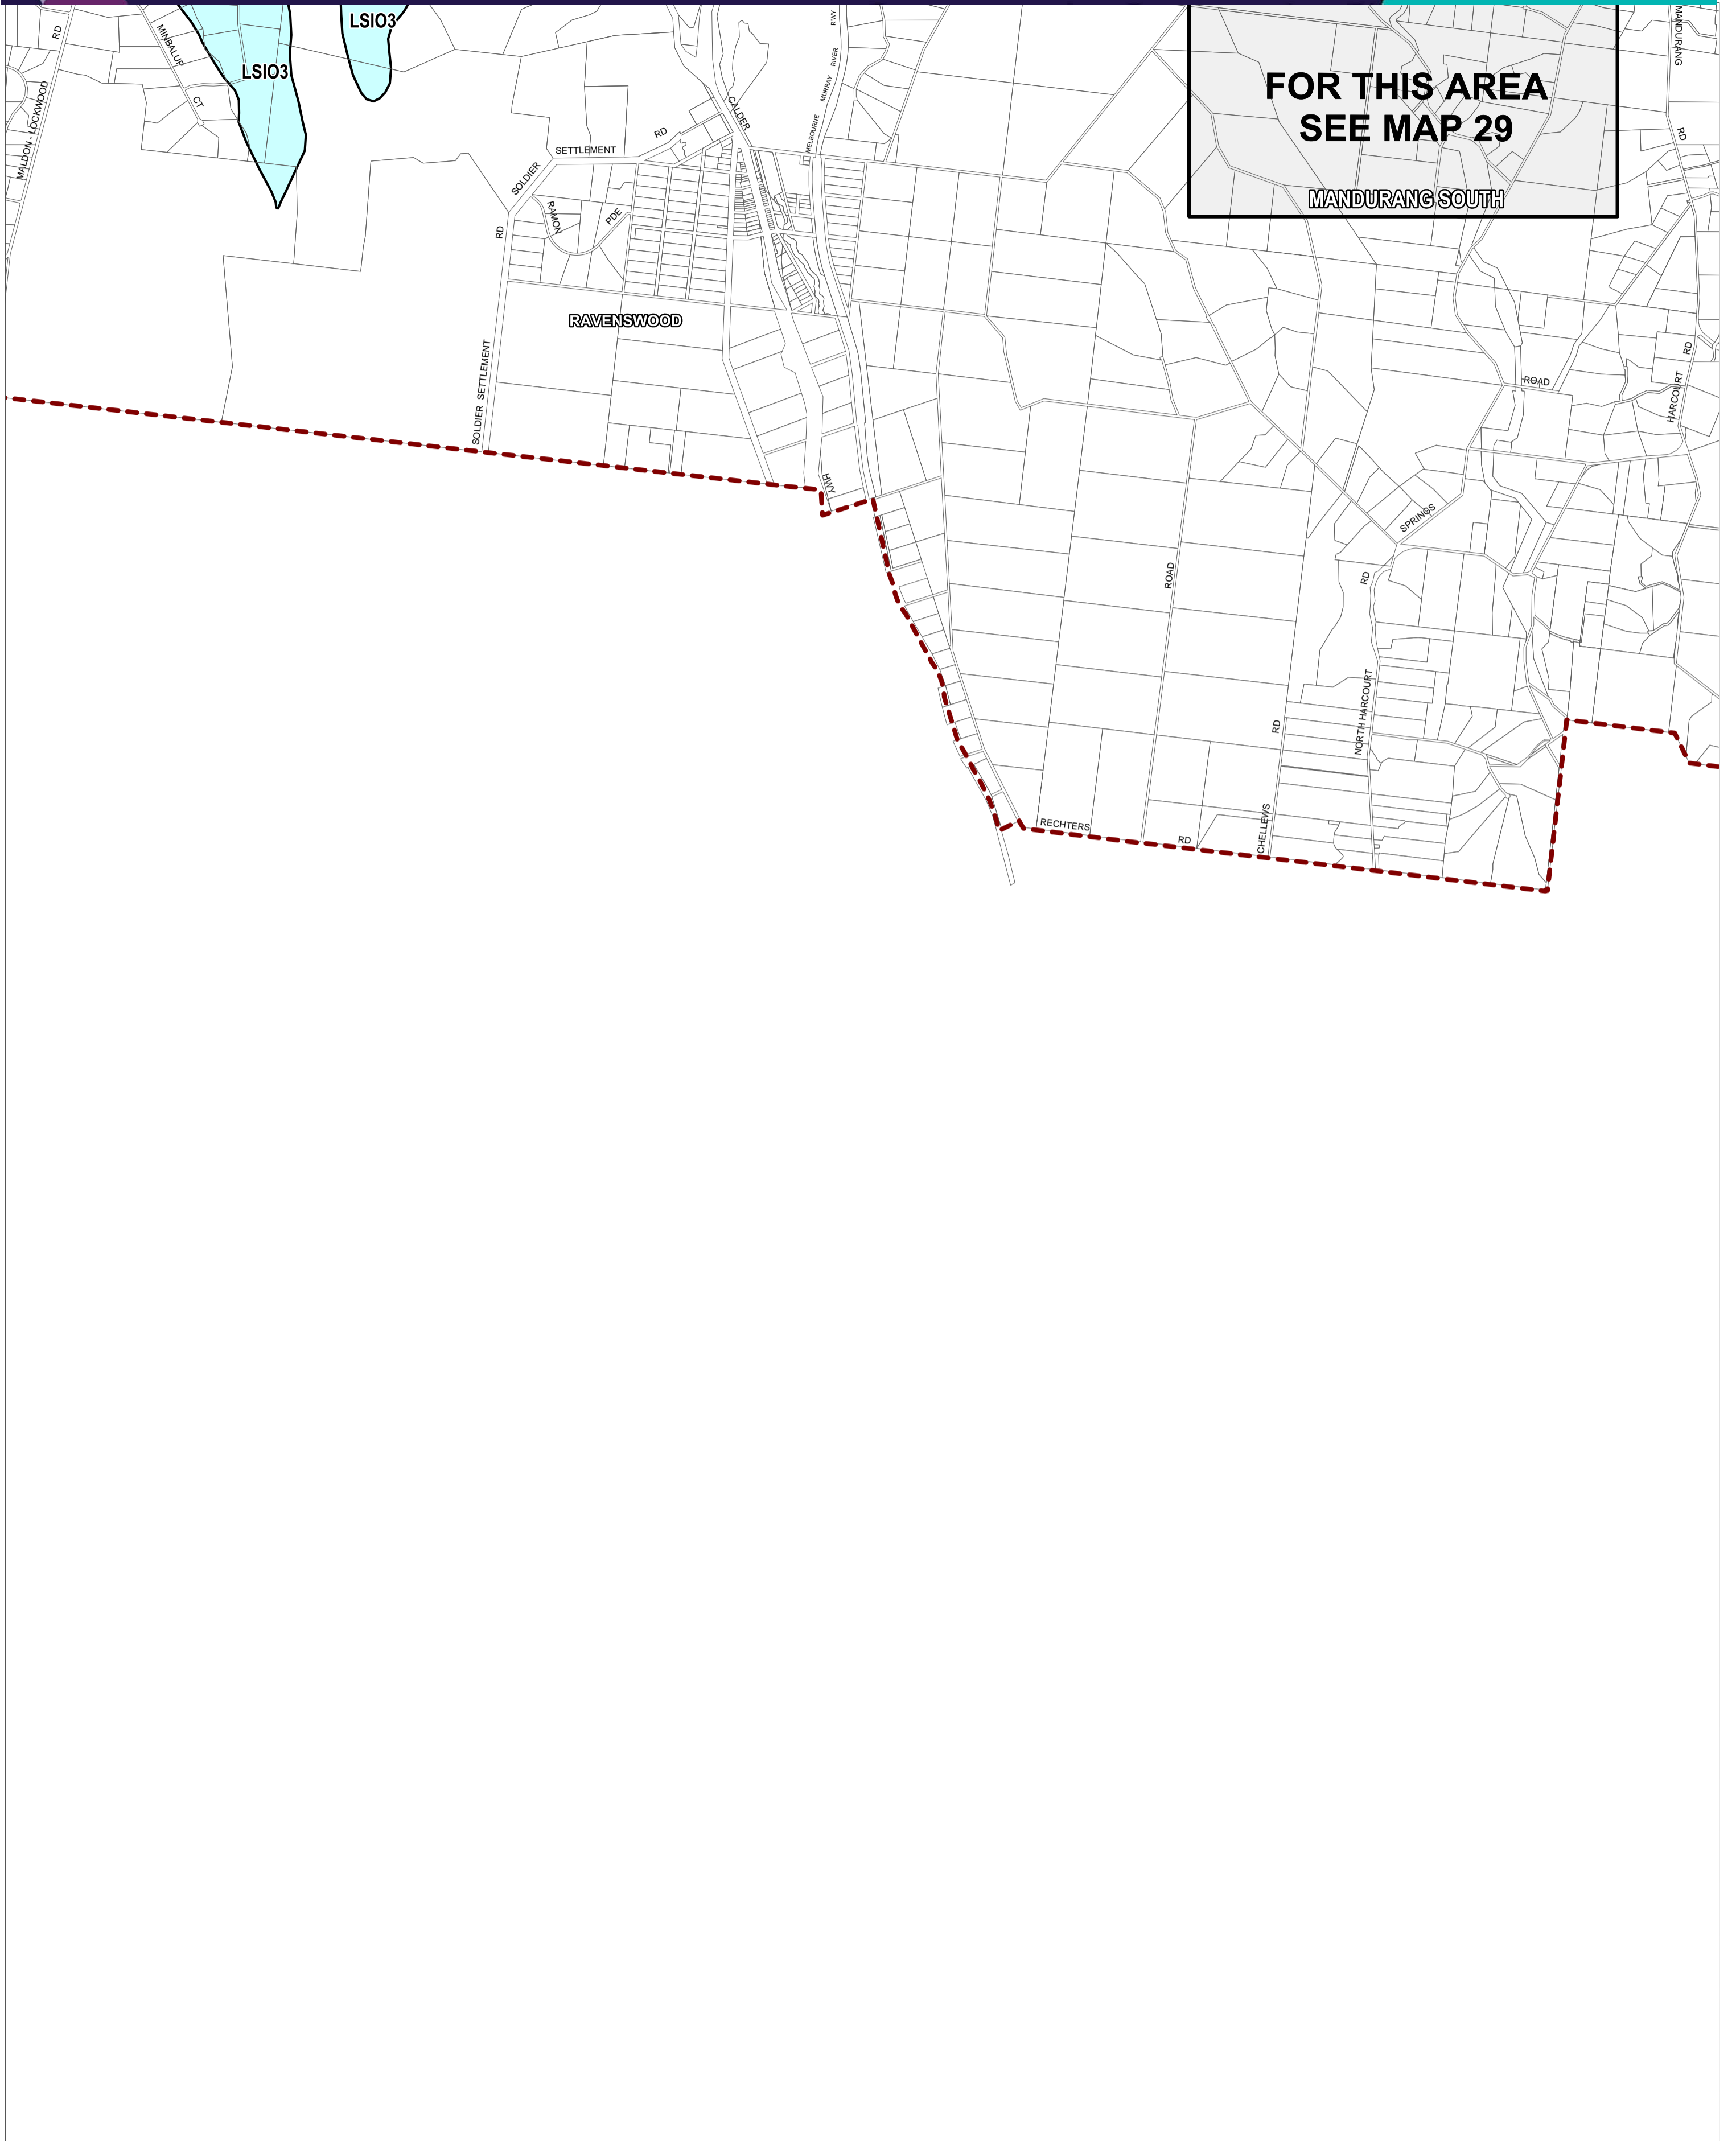 LSIO3
LSIO3
RD
MINBALUP
CT
MALDON - LOCKWOOD
RWY
RIVER
MURRAY
MELBOURNE
CALDER
RD
SETTLEMENT
SOLDIER
RAMON
PDE
RD
RAVENSWOOD
SOLDIER SETTLEMENT
HWY
FOR THIS AREA
SEE MAP 29
MANDURANG SOUTH
MANDURANG
RD
RD
HARCOURT
ROAD
SPRINGS
RD
ROAD
NORTH HARCOURT
RD
CHELLEWS
RECHTERS
RD